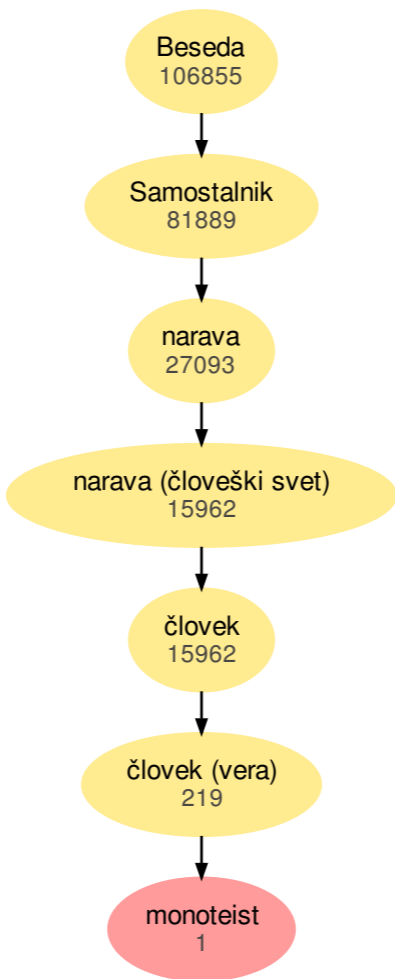 Beseda
106855
Samostalnik
81889
narava
27093
narava (človeški svet)
15962
človek
15962
človek (vera)
219
monoteist
1